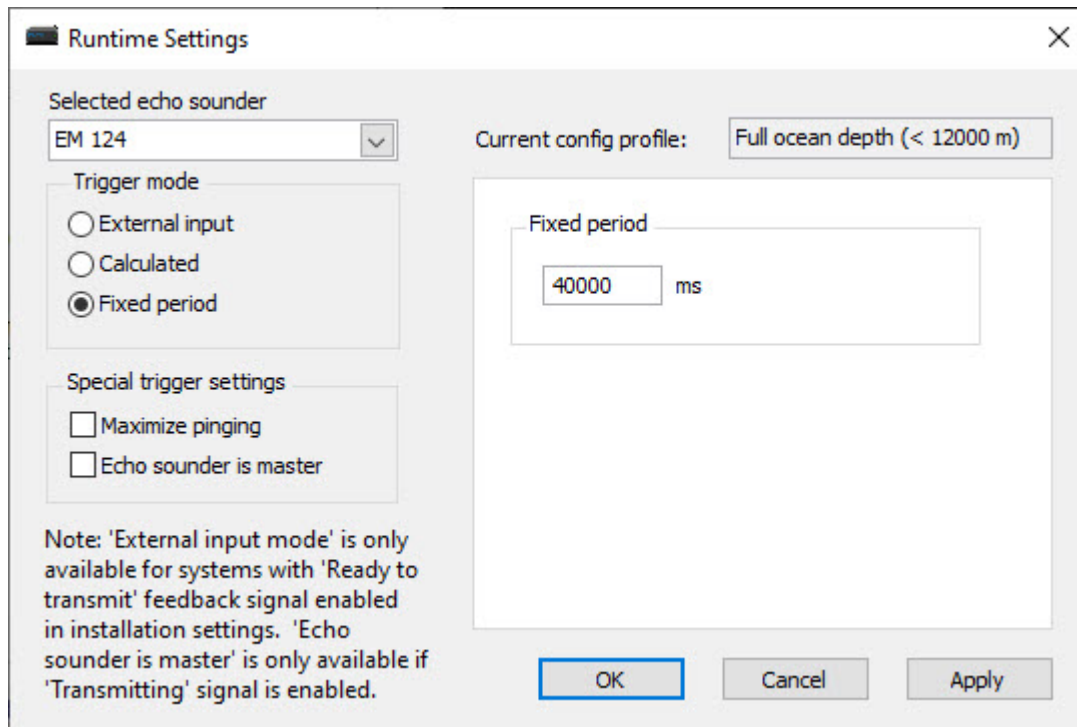 Runtime Settings
Selected echo sounder
EM 124
Current config profile:
Full ocean depth (< 12000 m)
Trigger mode
External input
Calculated
Fixed period
Fixed period
40000 ms
Special trigger settings
Maximize pinging
Echo sounder is master
Note: 'External input mode' is only
available for systems with 'Ready to
transmit' feedback signal enabled
in installation settings.  'Echo
sounder is master' is only available if
'Transmitting' signal is enabled.
OK
Cancel
Apply